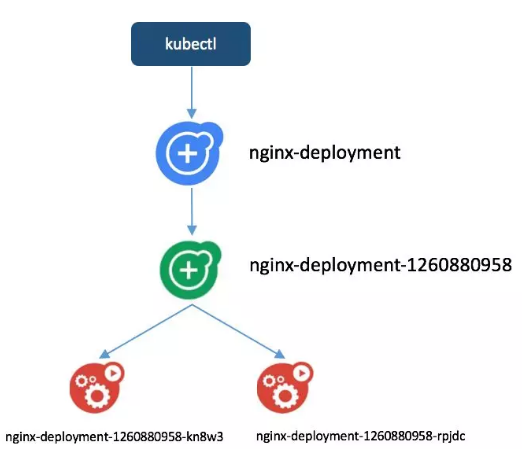 kubectl
nginx-deployment
nginx-deployment-1260880958
nginx-deployment-1260880958-kn8w3
nginx-deployment-1260880958-rpjdc